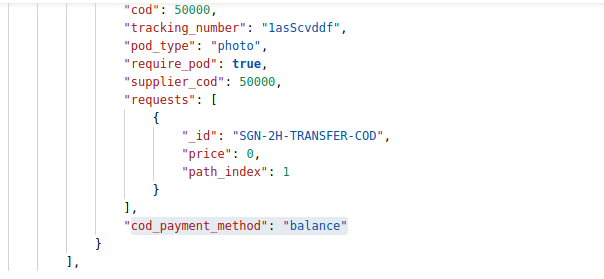 "cod": 50000,
"tracking_number": "1asScvddf",
"pod_type": "photo",
"require_pod": true,
"supplier_cod": 50000,
"requests": [
{
"_id": "SGN-2H-TRANSFER-COD",
"price": 0,
"path_index": 1
}
],
"cod_payment_method": "balance"
}
],